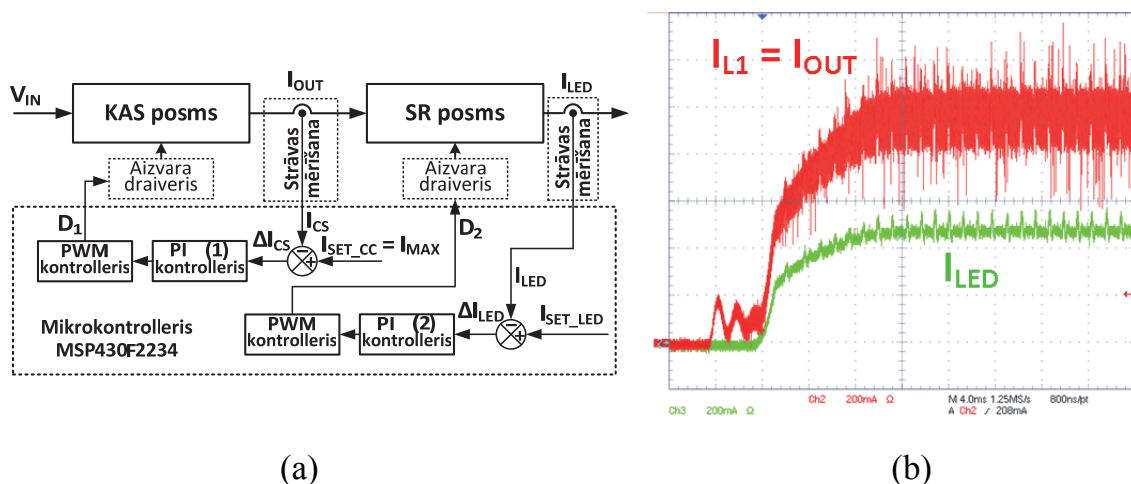 V_IN
KAS posms
I_OUT
SR posms
I_LED
Aizvara
draiveris
Strāvas
mērīšana
Aizvara
draiveris
Strāvas
mērīšana
D₁
I_CS
D₂
PWM
kontrolleris
PI (1)
kontrolleris
ΔI_CS
I_SET_CC = I_MAX
I_LED
Mikrokontrolleris
MSP430F2234
PWM
kontrolleris
PI (2)
kontrolleris
ΔI_LED
I_SET_LED
(a)
I_L1 = I_OUT
I_LED
Ch2 200mA Ω
M 4.0ms 1.25MS/s 800ns/pt
Ch3 200mA Ω
A Ch2 ∕ 208mA
(b)